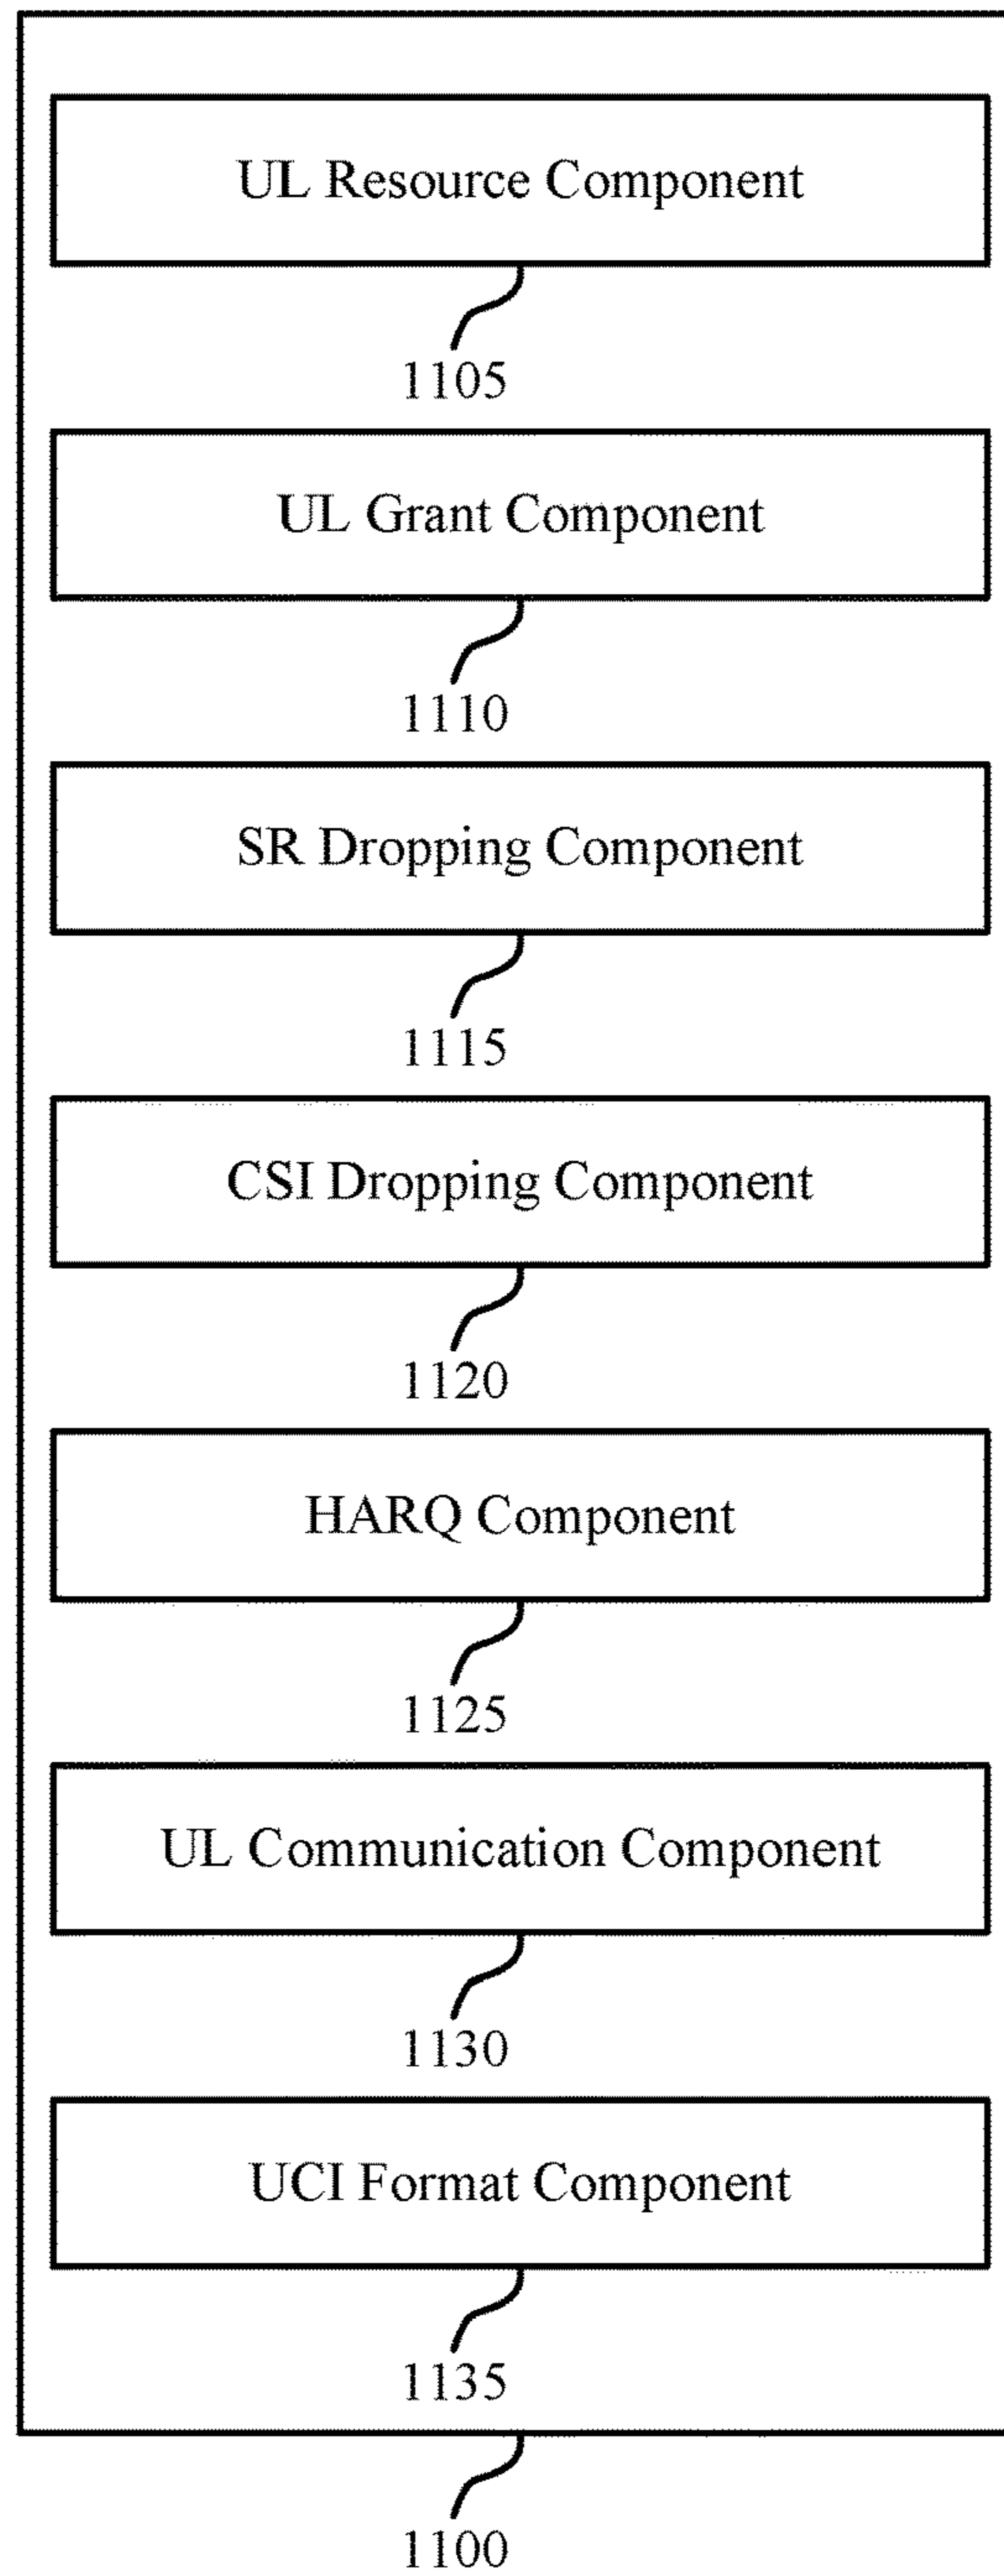 UL Resource Component
1105
UL Grant Component
1110
SR Dropping Component
1115
CSI Dropping Component
1120
HARQ Component
1125
UL Communication Component
1130
UCI Format Component
1135
1100